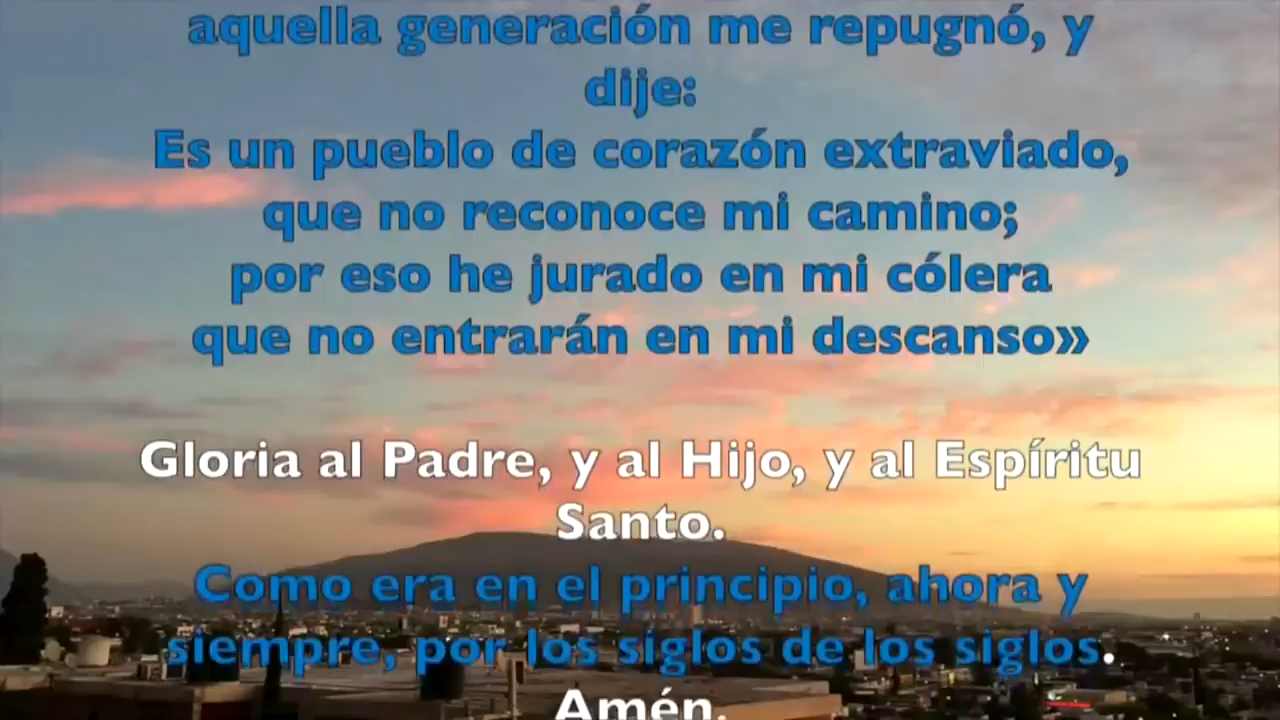 aquella generación me repugnó, y
dije:
Es un pueblo de corazón extraviado,
que no reconoce mi camino;
por eso he jurado en mi cólera
que no entrarán en mi descanso»
Gloria al Padre, y al Hijo, y al Espíritu
Santo.
Como era en el principio, ahora y
siempre, por los siglos de los siglos.
Amén.